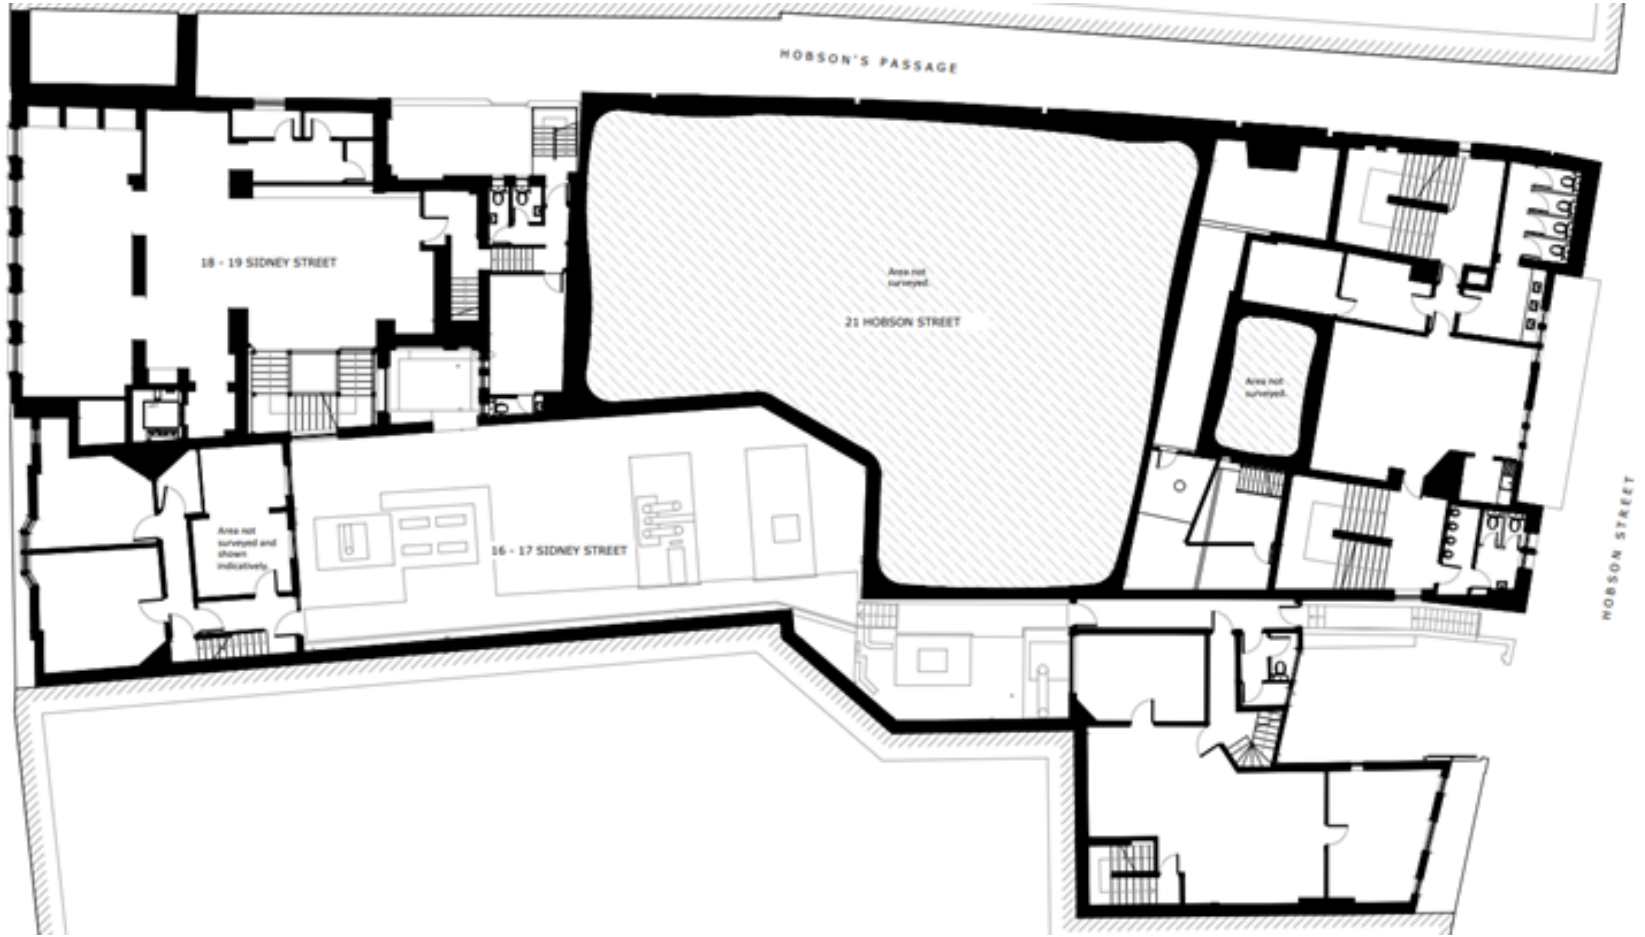 HOBSON'S PASSAGE
18 - 19 SIDNEY STREET
Area not
surveyed.
21 HOBSON STREET
Area not
surveyed.
Area not
surveyed and
shown
indicatively.
16 - 17 SIDNEY STREET
HOBSON STREET